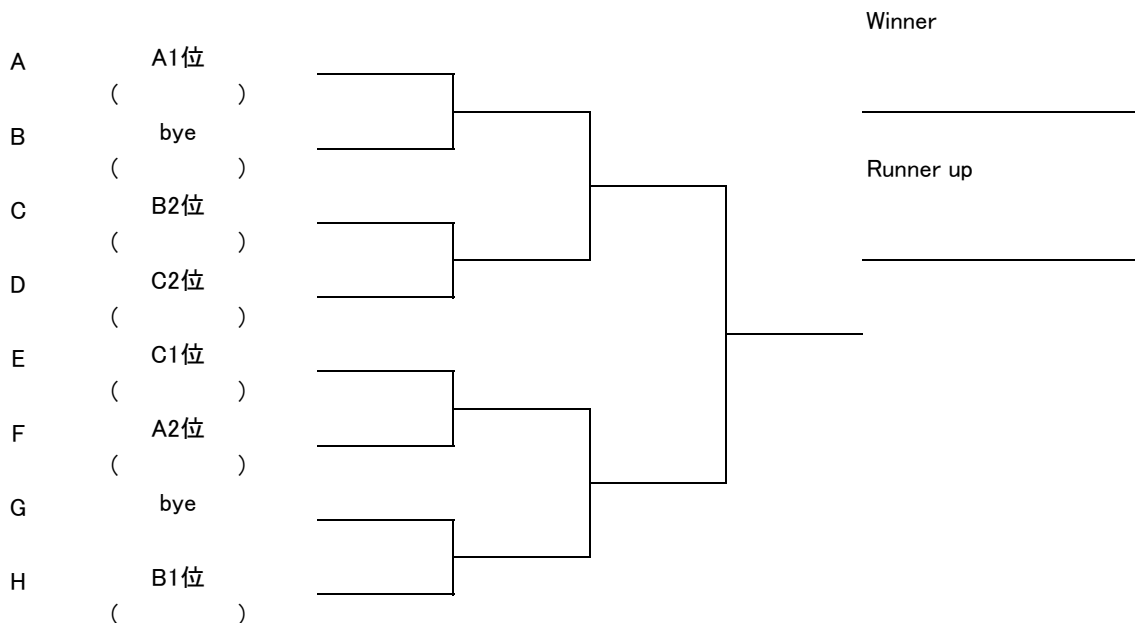 Winner
A A1位
( )
B bye
( )
Runner up
C B2位
( )
D C2位
( )
E C1位
( )
F A2位
( )
G bye
H B1位
( )